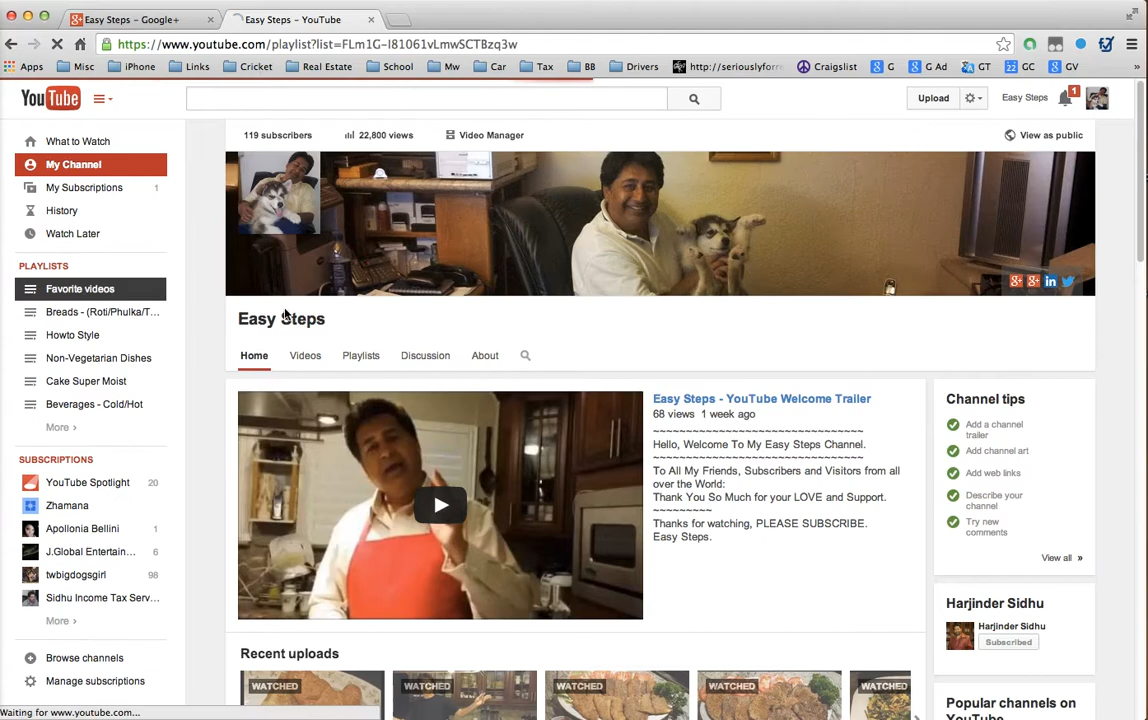 Easy Steps - Google+
Easy Steps - YouTube
https://www.youtube.com/playlist?list=FLm1G-I81061vLmwSCTBzq3w
Apps Misc iPhone Links Cricket Real Estate School Mw Car Tax BB Drivers http://seriouslyforre Craigslist G G Ad GT GC GV »
22
YouTube
Upload
Easy Steps
1
What to Watch
My Channel
My Subscriptions 1
History
Watch Later
PLAYLISTS
Favorite videos
Breads - (Roti/Phulka/T...
Howto Style
Non-Vegetarian Dishes
Cake Super Moist
Beverages - Cold/Hot
More ›
SUBSCRIPTIONS
YouTube Spotlight 20
Zhamana
Apollonia Bellini 1
J.Global Entertain... 6
twbigdogsgirl 98
Sidhu Income Tax Serv...
More ›
Browse channels
Manage subscriptions
Waiting for www.youtube.com...
119 subscribers
22,800 views
Video Manager
View as public
Easy Steps
Home Videos Playlists Discussion About
Easy Steps - YouTube Welcome Trailer
68 views 1 week ago
~~~~~~~~~~~~~~~~~~~~~~~~~~~~~~
Hello, Welcome To My Easy Steps Channel.
~~~~~~~~~~~~~~~~~~~~~~~~~~~~~~
To All My Friends, Subscribers and Visitors from all
over the World:
Thank You So Much for your LOVE and Support.
~~~~~~~~~
Thanks for watching, PLEASE SUBSCRIBE.
Easy Steps.
Recent uploads
WATCHED
WATCHED
WATCHED
WATCHED
WATCHED
Channel tips
Add a channel
trailer
Add channel art
Add web links
Describe your
channel
Try new
comments
View all »
Harjinder Sidhu
Harjinder Sidhu
Subscribed
Popular channels on
YouTube